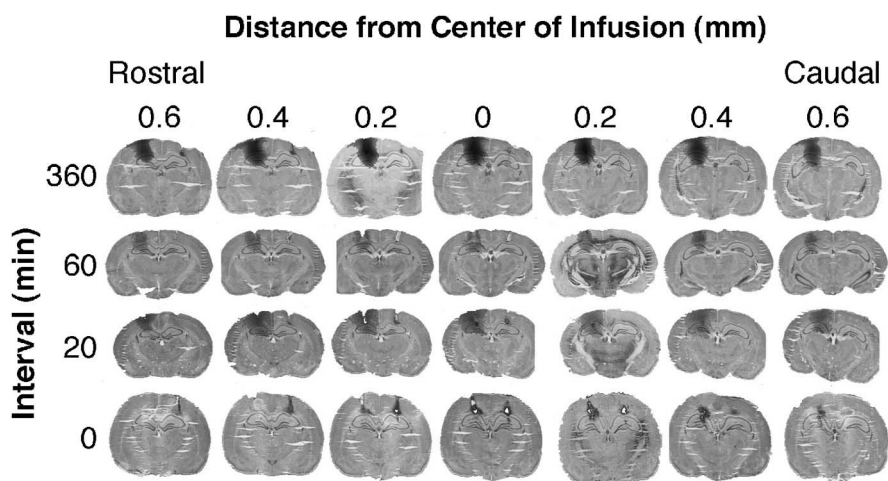 Distance from Center of Infusion (mm)
Rostral Caudal
0.6 0.4 0.2 0 0.2 0.4 0.6
Interval (min)
360
60
20
0